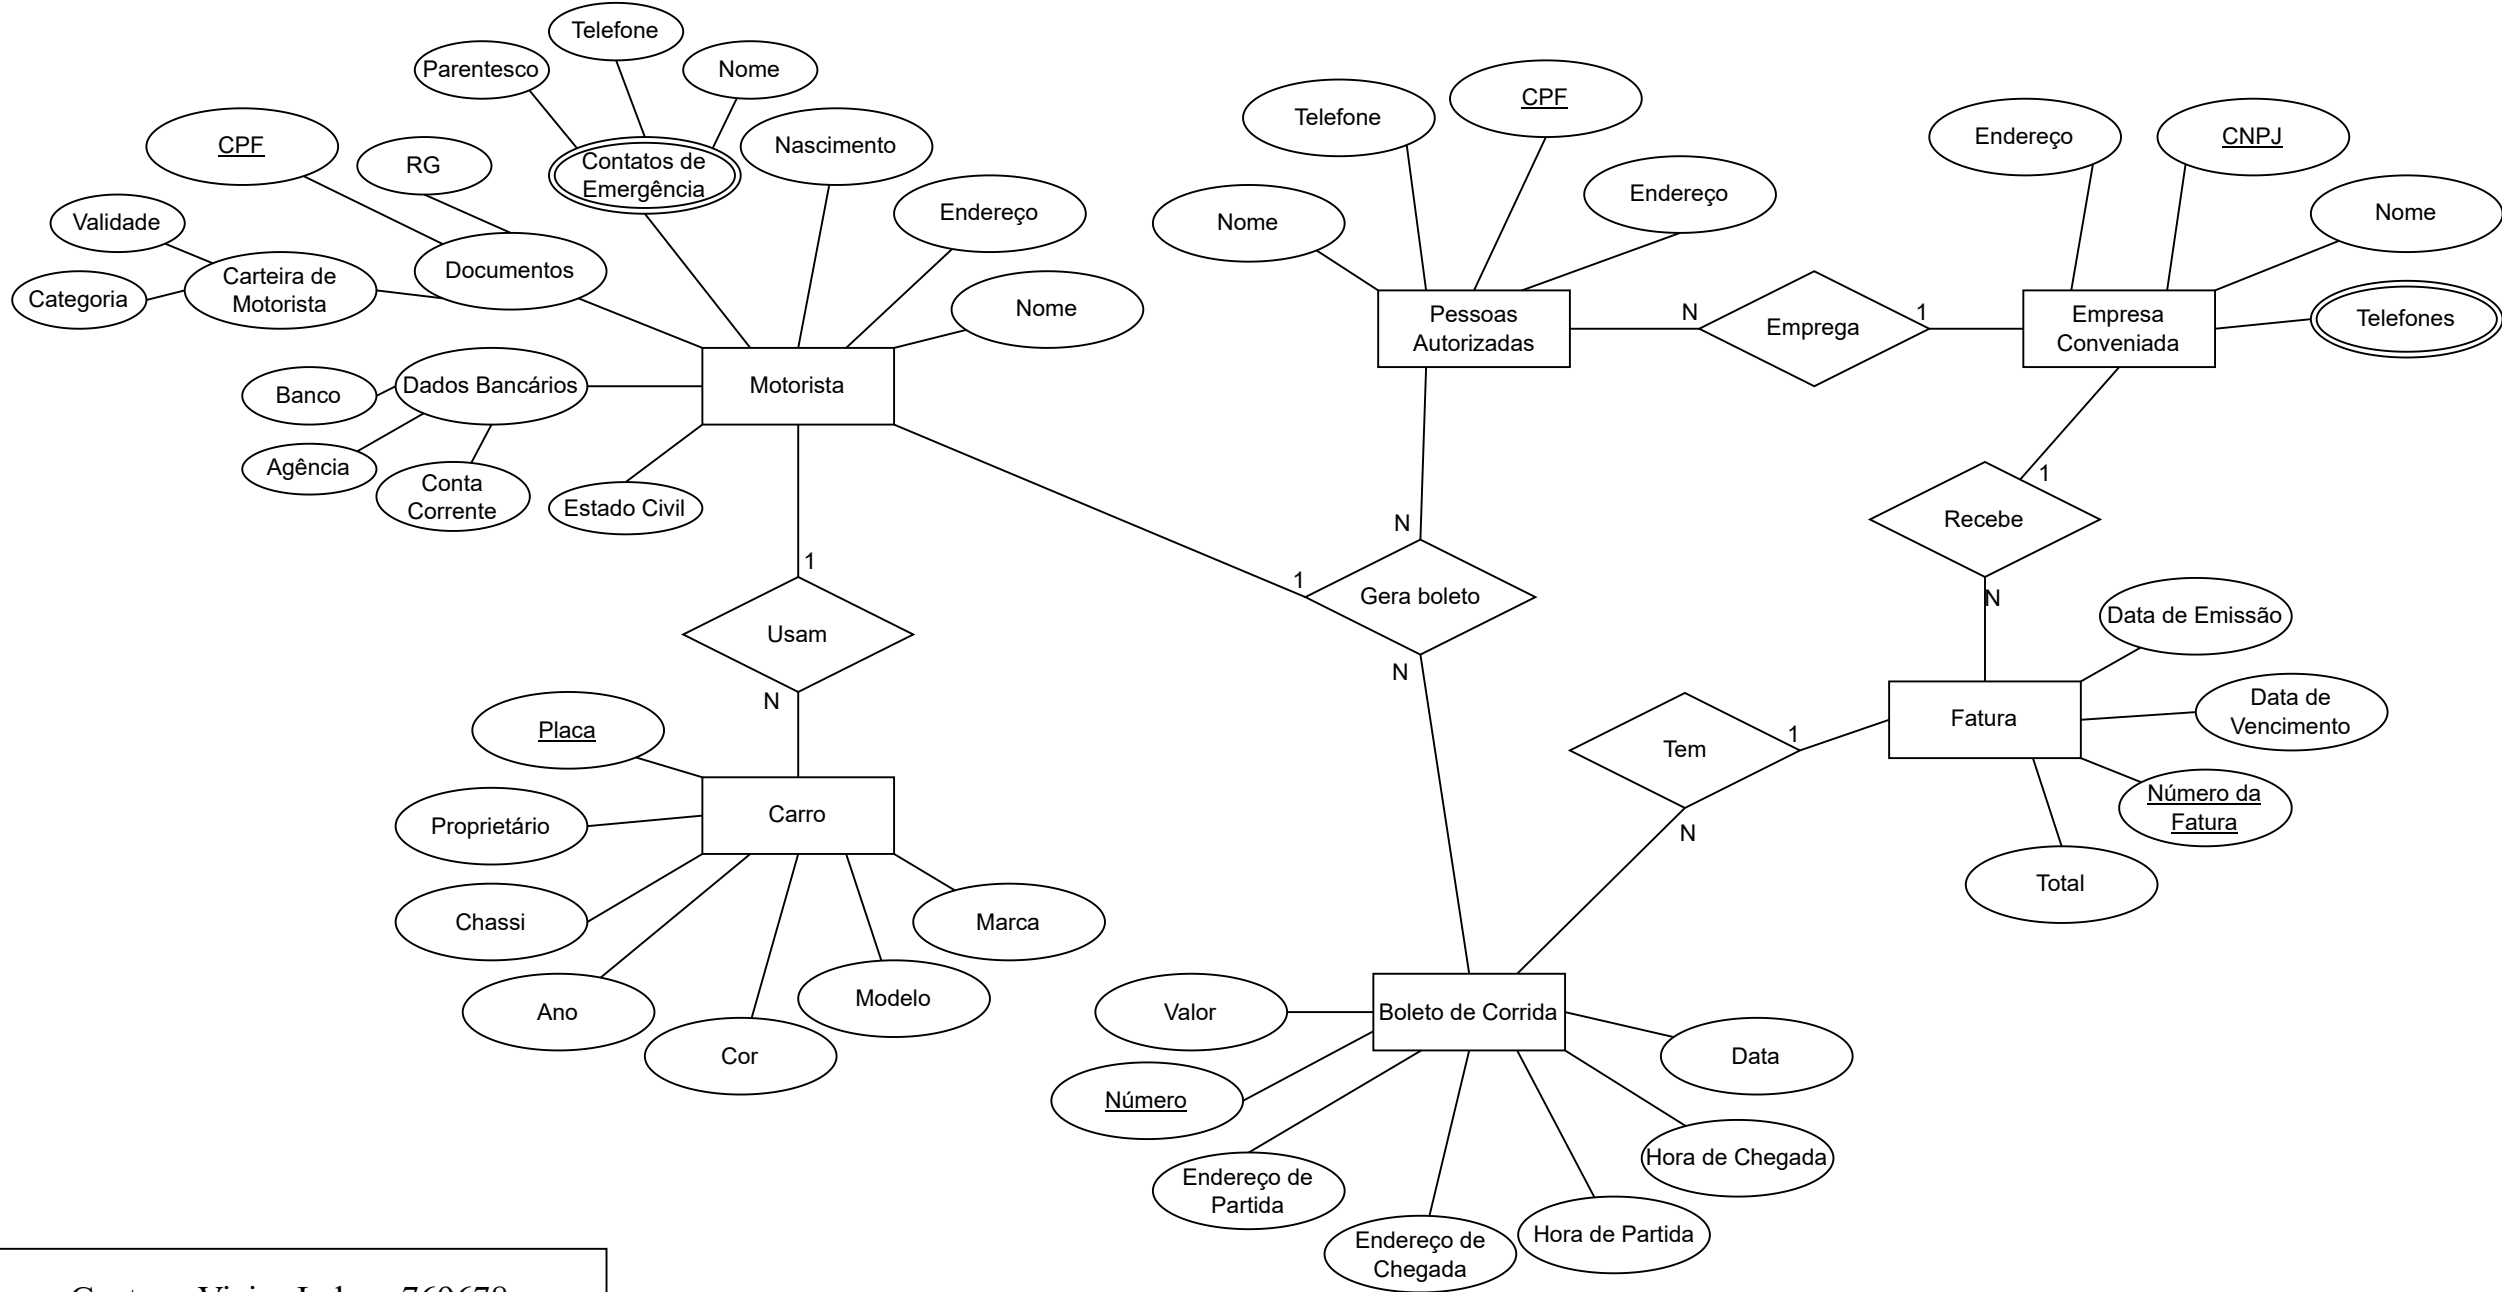 Telefone
Parentesco
Nome
CPF
RG
Contatos de
Emergência
Nascimento
Validade
Endereço
Documentos
Carteira de
Motorista
Categoria
Nome
Banco
Dados Bancários
Motorista
Agência
Conta
Corrente
Estado Civil
1
Usam
N
Placa
Proprietário
Carro
Chassi
Marca
Ano
Modelo
Cor
Telefone
CPF
Endereço
Nome
Pessoas
Autorizadas
N
Emprega
1
Endereço
CNPJ
Nome
Empresa
Conveniada
Telefones
1
Recebe
N
N
1
Gera boleto
N
Data de Emissão
Fatura
Data de
Vencimento
Número da
Fatura
Total
Tem
1
N
Valor
Boleto de Corrida
Data
Número
Hora de Chegada
Endereço de
Partida
Hora de Partida
Endereço de
Chegada